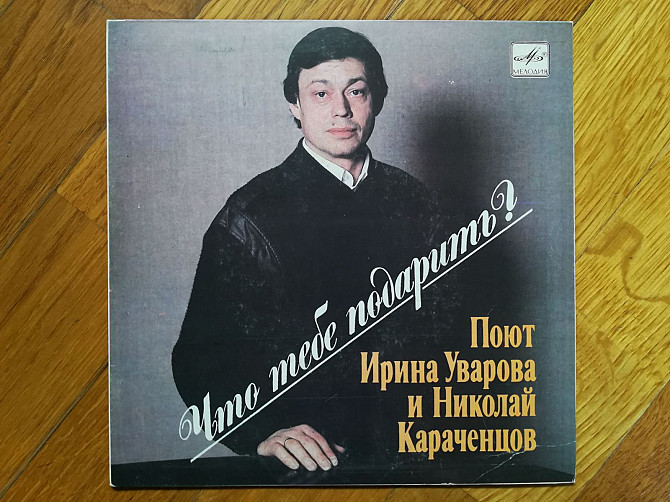 МЕЛОДИЯ
Что тебе подарить?
Поют
Ирина Уварова
и Николай
Караченцов